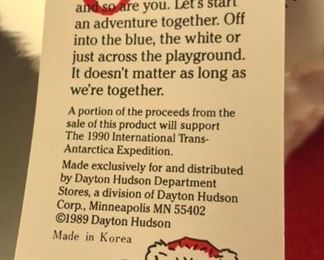 and so are you. Let's start
an adventure together. Off
into the blue, the white or
just across the playground.
It doesn't matter as long as
we're together.
A portion of the proceeds from the
sale of this product will support
The 1990 International Trans-
Antarctica Expedition.
Made exclusively for and distributed
by Dayton Hudson Department
Stores, a division of Dayton Hudson
Corp., Minneapolis MN 55402
©1989 Dayton Hudson
Made in Korea